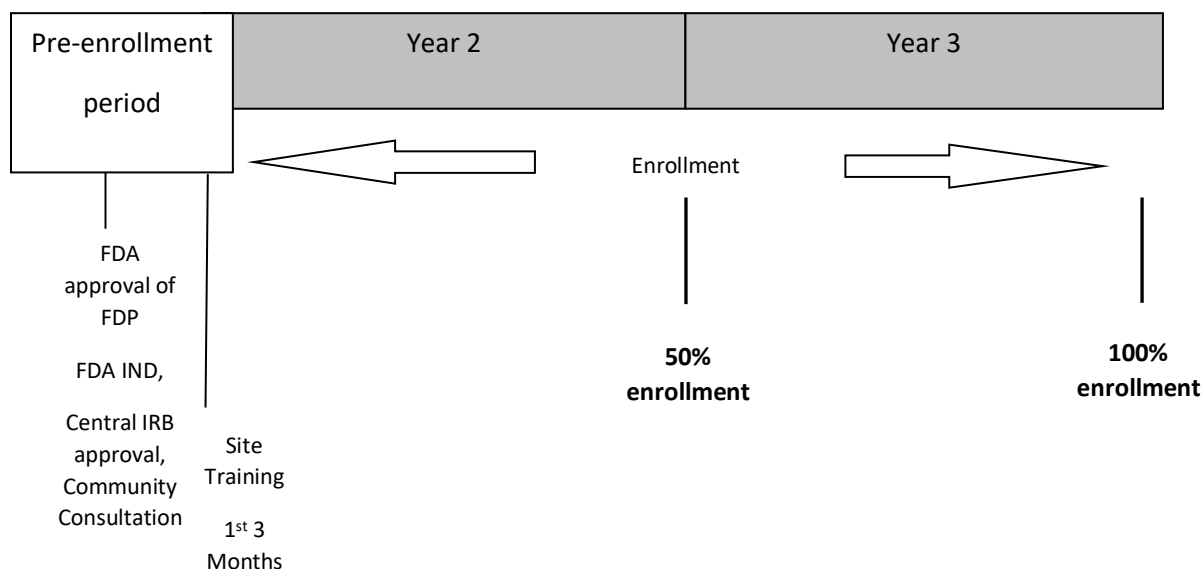 Pre-enrollment
period
Year 2
Year 3
Enrollment
FDA
approval of
FDP
FDA IND,
Central IRB
approval,
Community
Consultation
Site
Training
1st 3
Months
50%
enrollment
100%
enrollment